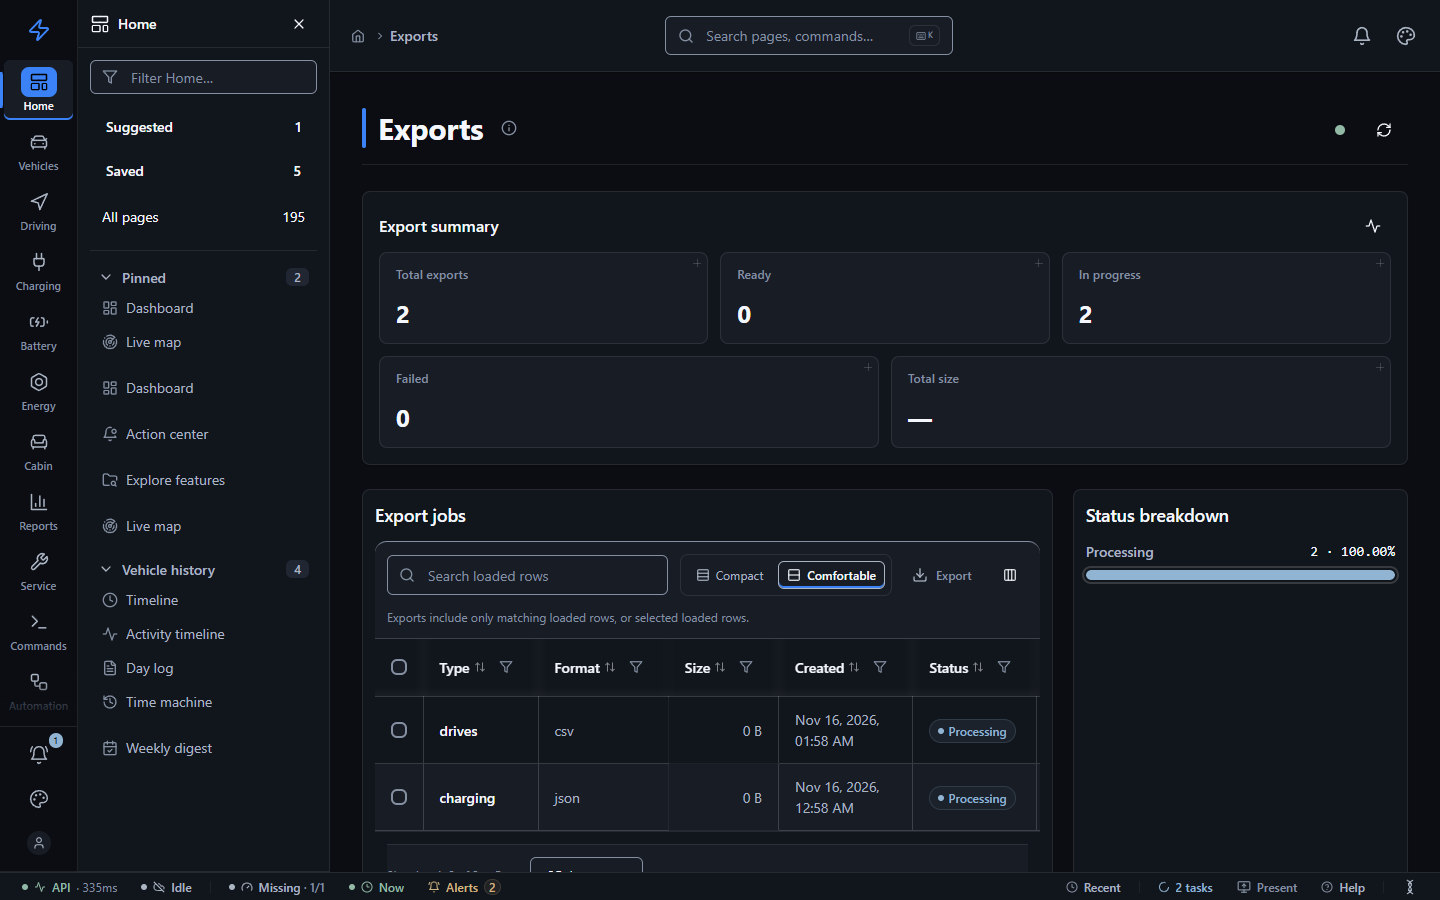 Home
Vehicles
Driving
Charging
Battery
Energy
Cabin
Reports
Service
Commands
Automation
1
Home
Filter Home...
Suggested 1
Saved 5
All pages 195
Pinned 2
Dashboard
Live map
Dashboard
Action center
Explore features
Live map
Vehicle history 4
Timeline
Activity timeline
Day log
Time machine
Weekly digest
Exports
Search pages, commands... K
Exports
Export summary
Total exports
2
Ready
0
In progress
2
Failed
0
Total size
—
Export jobs
Search loaded rows
Compact
Comfortable
Export
Exports include only matching loaded rows, or selected loaded rows.
Type Format Size Created Status
drives csv 0 B Nov 16, 2026, 01:58 AM Processing
charging json 0 B Nov 16, 2026, 12:58 AM Processing
Status breakdown
Processing 2 · 100.00%
API · 335ms
Idle
Missing · 1/1
Now
Alerts 2
Recent
2 tasks
Present
Help